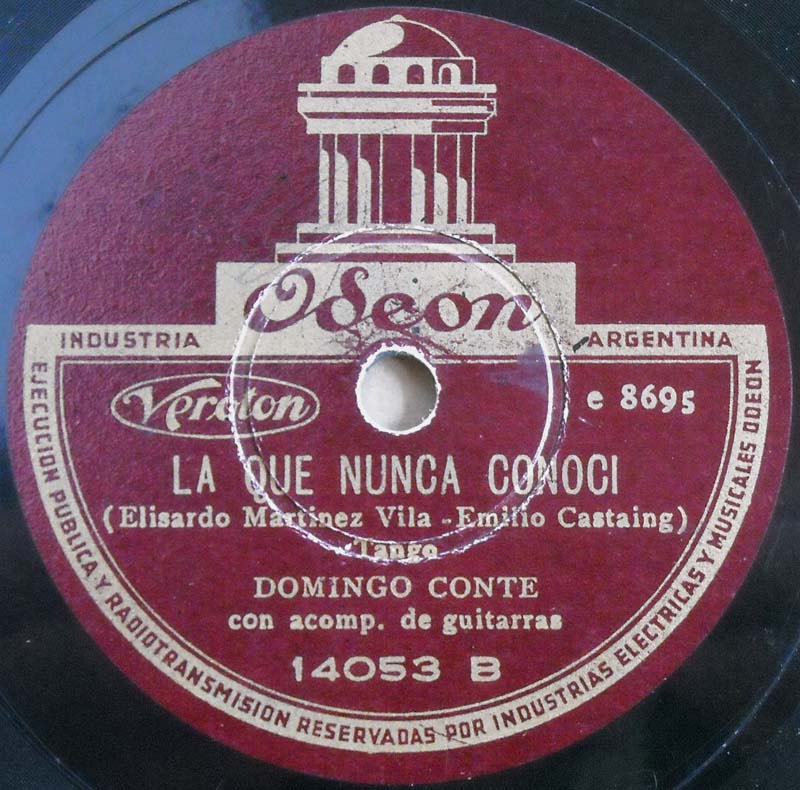 Odeon
INDUSTRIA ARGENTINA
Veroton
e 8695
LA QUE NUNCA CONOCI
(Elisardo Martinez Vila - Emilio Castaing)
Tango
DOMINGO CONTE
con acomp. de guitarras
14053 B
EJECUCION PUBLICA Y RADIOTRANSMISION RESERVADAS POR INDUSTRIAS ELECTRICAS Y MUSICALES ODEON